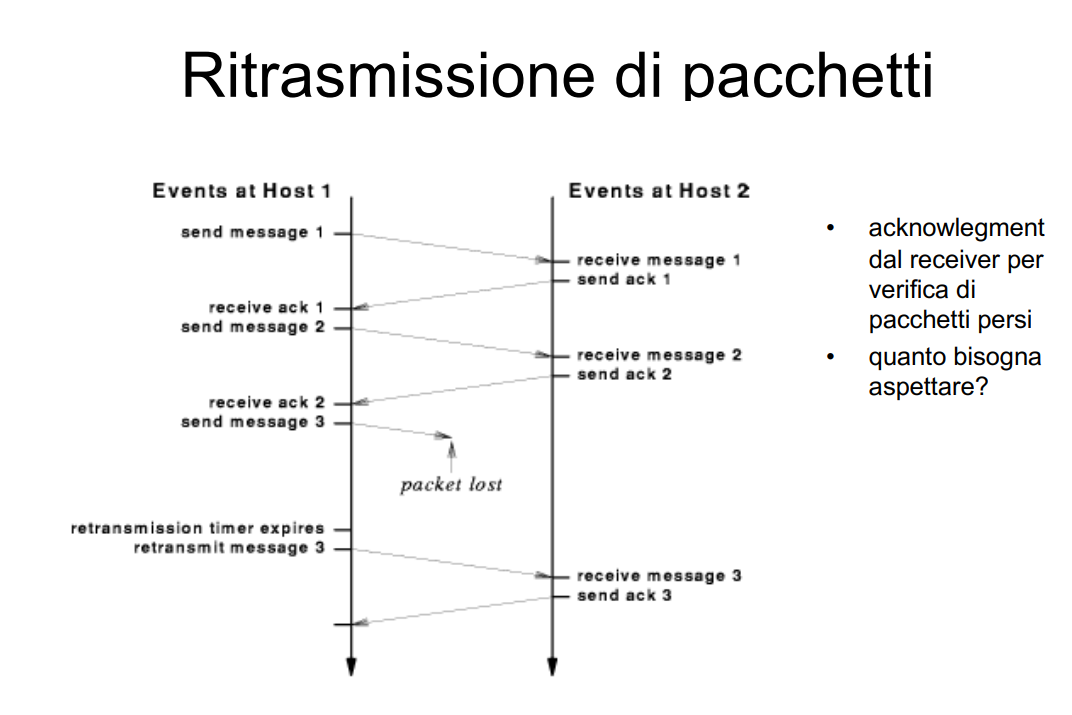 Ritrasmissione di pacchetti
Events at Host 1
Events at Host 2
send message 1
receive message 1
send ack 1
receive ack 1
send message 2
receive message 2
send ack 2
receive ack 2
send message 3
packet lost
retransmission timer expires
retransmit message 3
receive message 3
send ack 3
• acknowlegment
dal receiver per
verifica di
pacchetti persi
• quanto bisogna
aspettare?